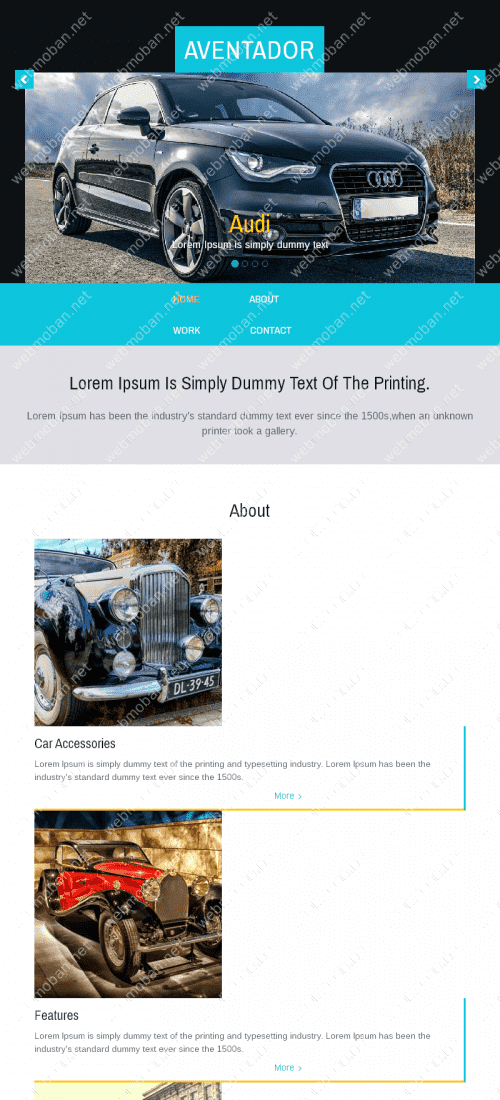 AVENTADOR
Audi
Lorem Ipsum is simply dummy text
HOME ABOUT
WORK CONTACT
Lorem Ipsum Is Simply Dummy Text Of The Printing.
Lorem Ipsum has been the industry's standard dummy text ever since the 1500s,when an unknown
printer took a gallery.
About
DL-39-45
Car Accessories
Lorem Ipsum is simply dummy text of the printing and typesetting industry. Lorem Ipsum has been the
industry's standard dummy text ever since the 1500s.
More
Features
Lorem Ipsum is simply dummy text of the printing and typesetting industry. Lorem Ipsum has been the
industry's standard dummy text ever since the 1500s.
More
webmoban.net